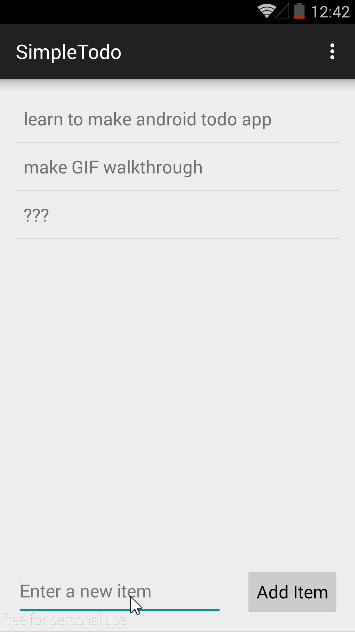 12:42
SimpleTodo
learn to make android todo app
make GIF walkthrough
???
Enter a new item
Add Item
free for personal use